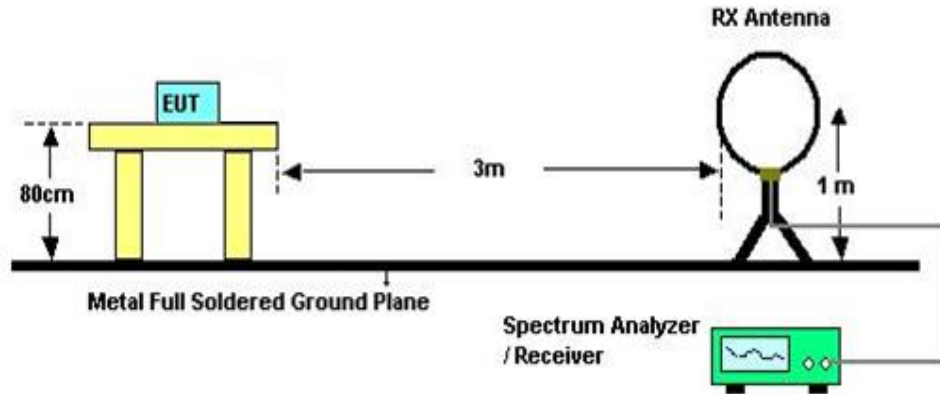 RX Antenna
EUT
3m
80cm
1 m
Metal Full Soldered Ground Plane
Spectrum Analyzer
/ Receiver